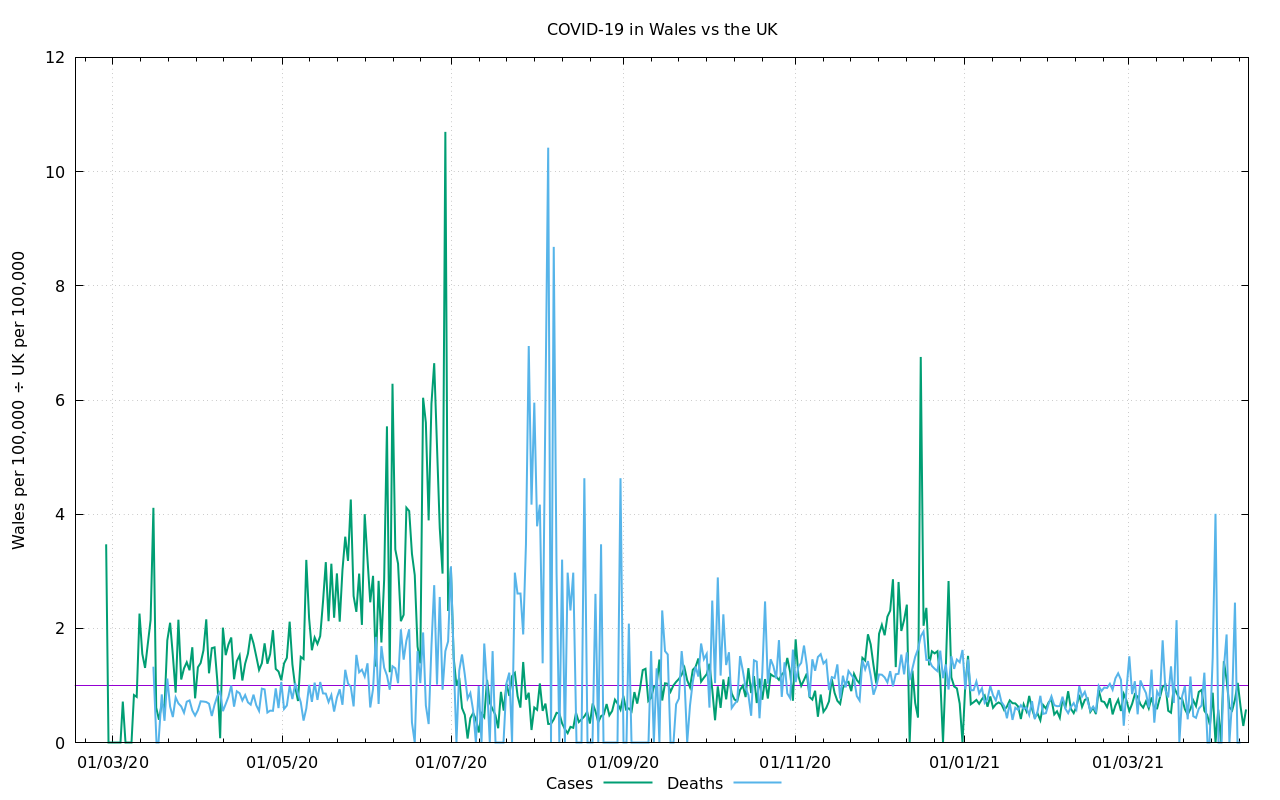 COVID-19 in Wales vs the UK
Wales per 100,000 ÷ UK per 100,000
12
10
8
6
4
2
0
01/03/20 01/05/20 01/07/20 01/09/20 01/11/20 01/01/21 01/03/21
Cases Deaths